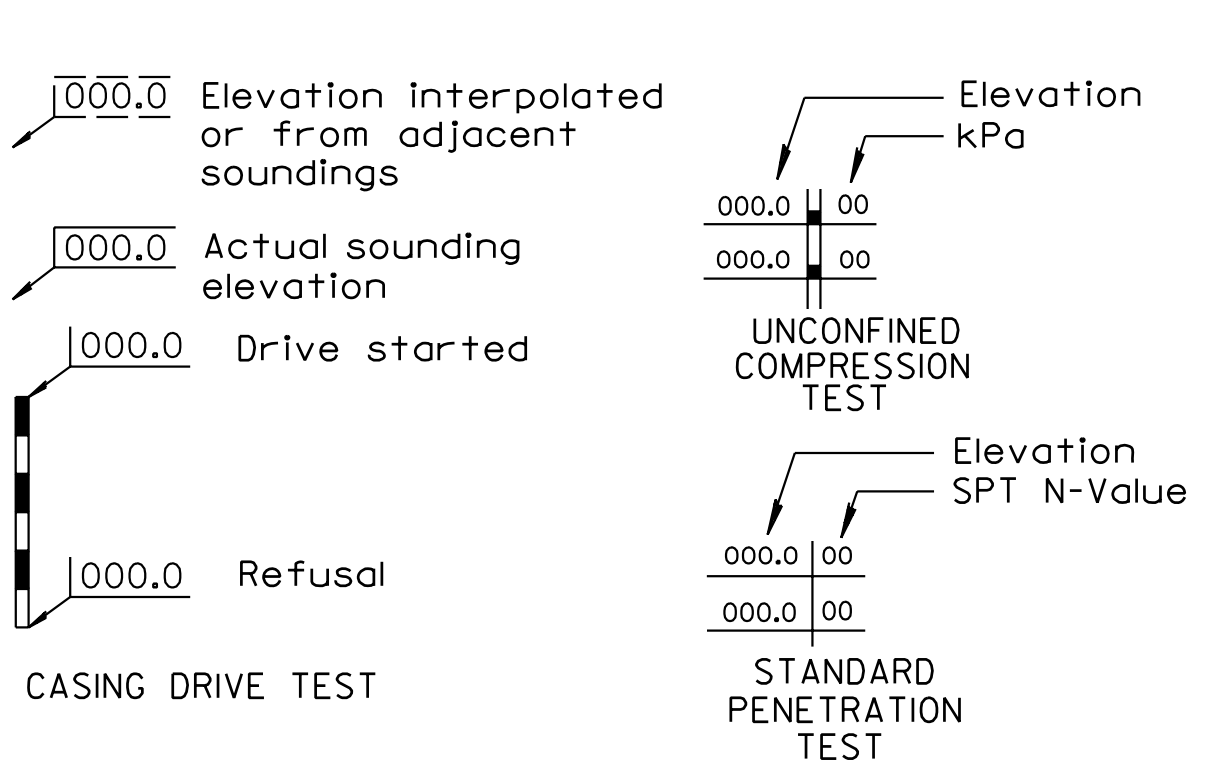 000.0 Elevation interpolated
or from adjacent
soundings
000.0 Actual sounding
elevation
000.0 Drive started
000.0 Refusal
CASING DRIVE TEST
Elevation
kPa
000.0 00
000.0 00
UNCONFINED
COMPRESSION
TEST
Elevation
SPT N-Value
000.0 00
000.0 00
STANDARD
PENETRATION
TEST